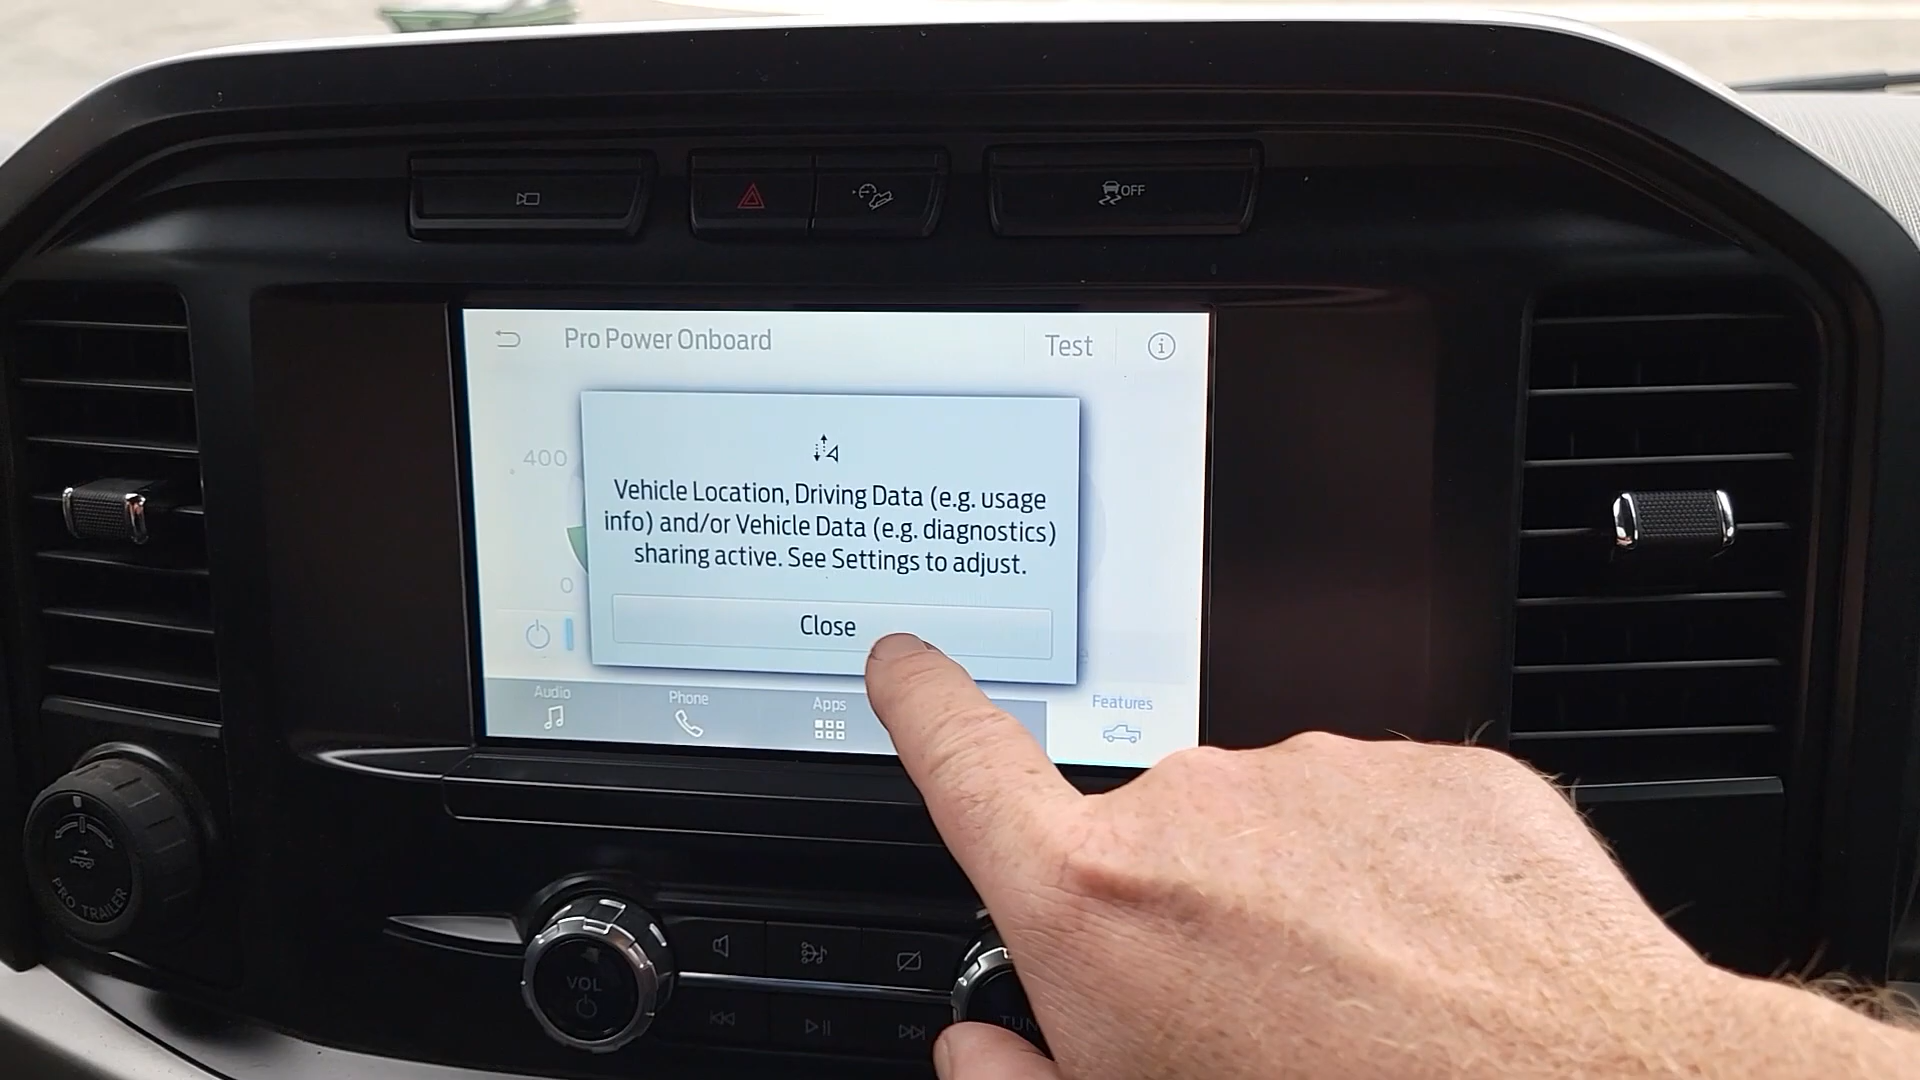 OFF
Pro Power Onboard
Test
400
0
Vehicle Location, Driving Data (e.g. usage
info) and/or Vehicle Data (e.g. diagnostics)
sharing active. See Settings to adjust.
Close
Audio
Phone
Apps
Features
PRO TRAILER
VOL
TUN